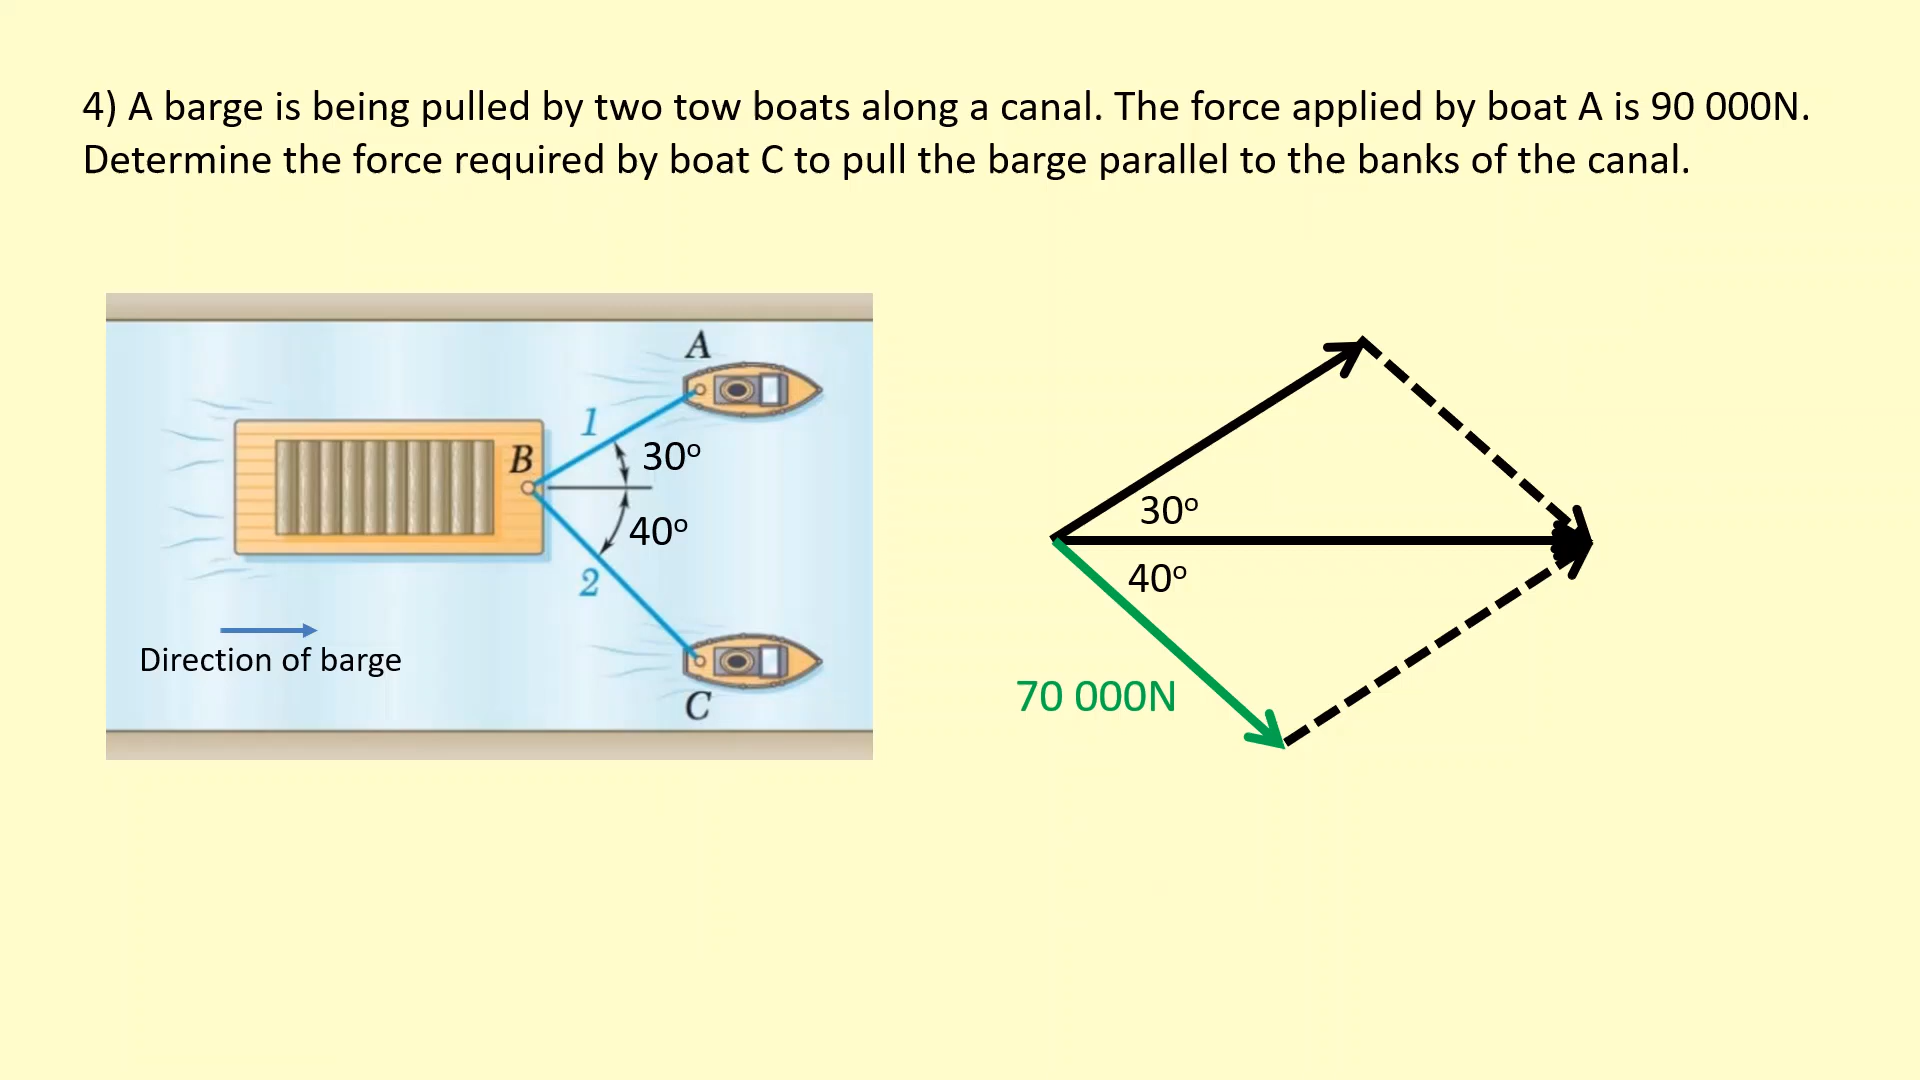 4) A barge is being pulled by two tow boats along a canal. The force applied by boat A is 90 000N.
Determine the force required by boat C to pull the barge parallel to the banks of the canal.
A
1
B
30°
40°
2
Direction of barge
C
30°
40°
70 000N